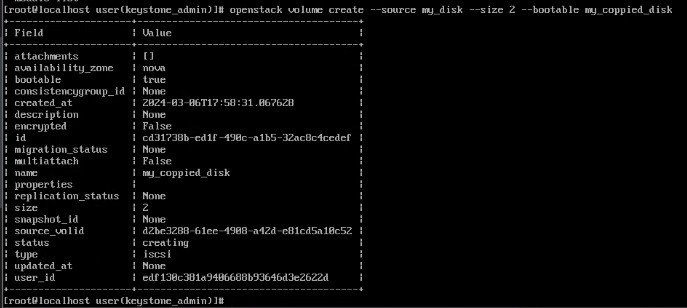 [root@localhost user(keystone_admin)]# openstack volume create --source my_disk --size 2 --bootable my_coppied_disk
+---------------------+--------------------------------------+
| Field | Value |
+---------------------+--------------------------------------+
| attachments | [] |
| availability_zone | nova |
| bootable | true |
| consistencygroup_id | None |
| created_at | 2024-03-06T17:58:31.067628 |
| description | None |
| encrypted | False |
| id | cd31738b-ed1f-490c-a1b5-32ac8c4cedef |
| migration_status | None |
| multiattach | False |
| name | my_coppied_disk |
| properties | |
| replication_status | None |
| size | 2 |
| snapshot_id | None |
| source_volid | d2be3288-61ee-4908-a42d-e81cd5a10c52 |
| status | creating |
| type | iscsi |
| updated_at | None |
| user_id | edf130c381a9406688b93646d3e2622d |
+---------------------+--------------------------------------+
[root@localhost user(keystone_admin)]#